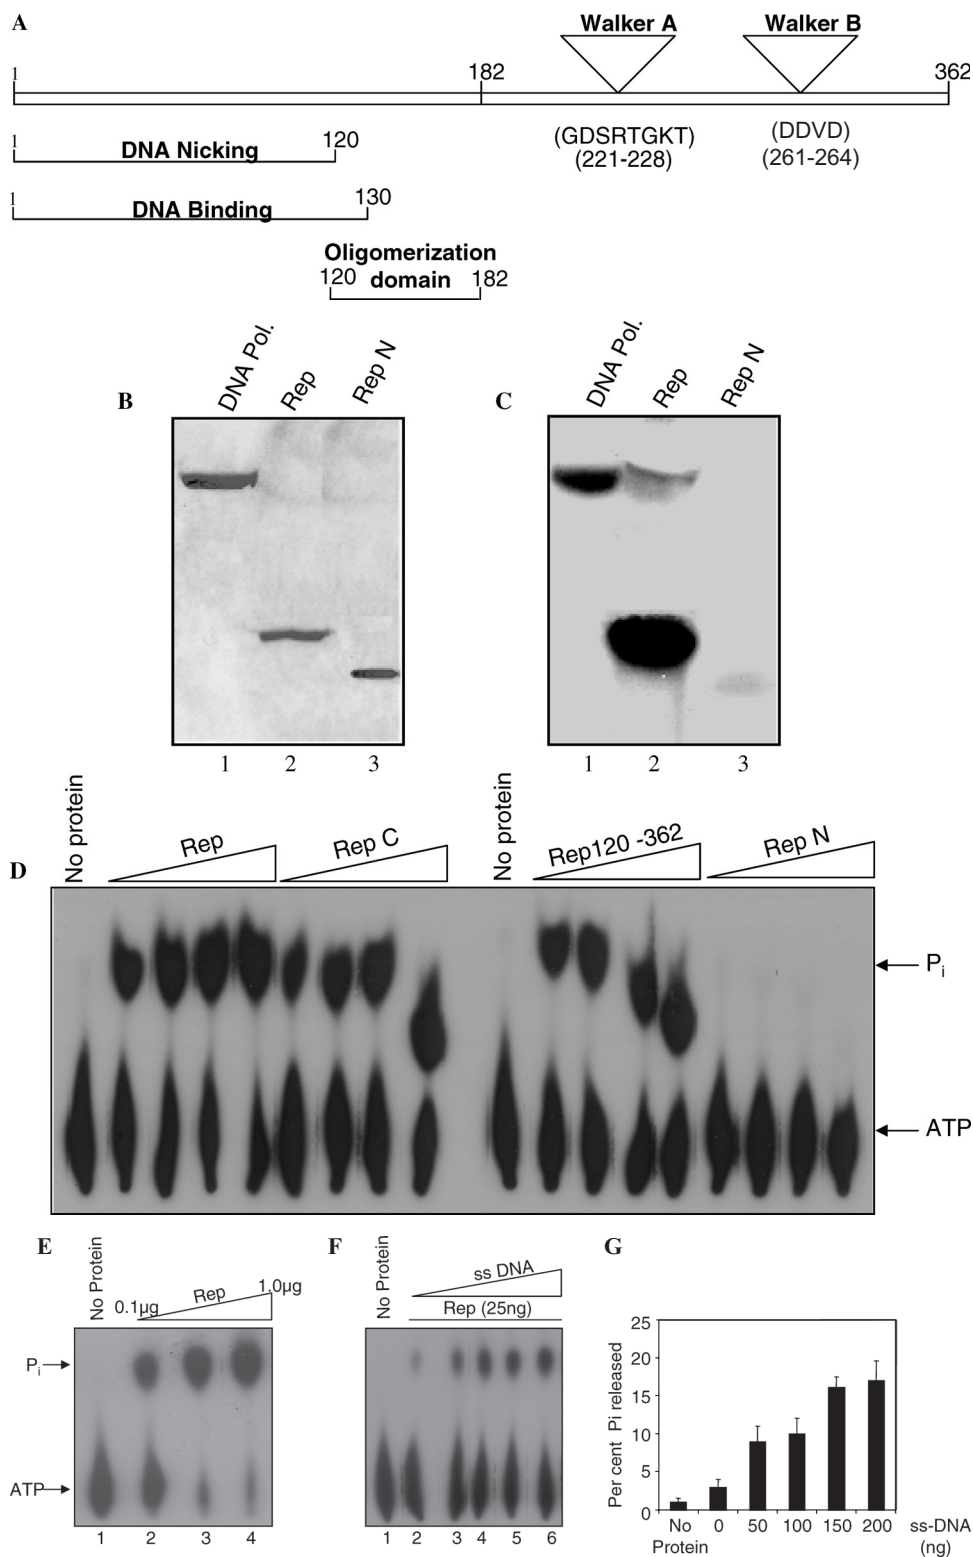 A
Walker A
Walker B
1
182
362
(GDSRTGKT)
(221-228)
(DDVD)
(261-264)
1
DNA Nicking
120
1
DNA Binding
130
Oligomerization
domain
120
182
B
DNA Pol.
Rep
Rep N
1
2
3
C
DNA Pol.
Rep
Rep N
1
2
3
D
No protein
Rep
Rep C
No protein
Rep120 -362
Rep N
Pi
ATP
E
No Protein
0.1µg
Rep
1.0µg
Pi
ATP
1
2
3
4
F
No Protein
ss DNA
Rep (25ng)
1
2
3
4
5
6
G
Per cent Pi released
25
20
15
10
5
0
No
Protein
0
50
100
150
200
ss-DNA
(ng)